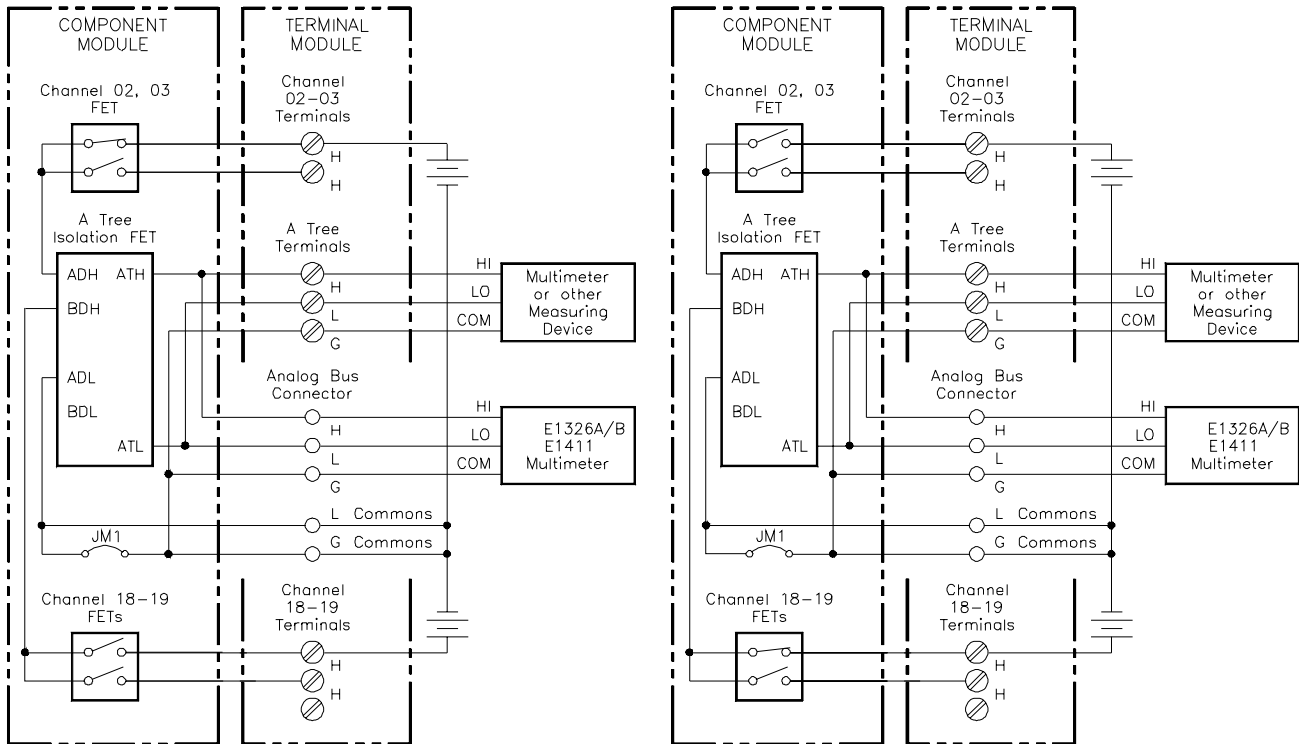 COMPONENT
MODULE
TERMINAL
MODULE
Channel 02, 03
FET
Channel
02-03
Terminals
H
H
A Tree
Isolation FET
A Tree
Terminals
ADH
ATH
BDH
ADL
BDL
ATL
H
L
G
HI
LO
COM
Multimeter
or other
Measuring
Device
Analog Bus
Connector
H
L
G
HI
LO
COM
E1326A/B
E1411
Multimeter
L Commons
G Commons
JM1
Channel 18-19
FETs
Channel
18-19
Terminals
H
H
COMPONENT
MODULE
TERMINAL
MODULE
Channel 02, 03
FET
Channel
02-03
Terminals
H
H
A Tree
Isolation FET
A Tree
Terminals
ADH
ATH
BDH
ADL
BDL
ATL
H
L
G
HI
LO
COM
Multimeter
or other
Measuring
Device
Analog Bus
Connector
H
L
G
HI
LO
COM
E1326A/B
E1411
Multimeter
L Commons
G Commons
JM1
Channel 18-19
FETs
Channel
18-19
Terminals
H
H